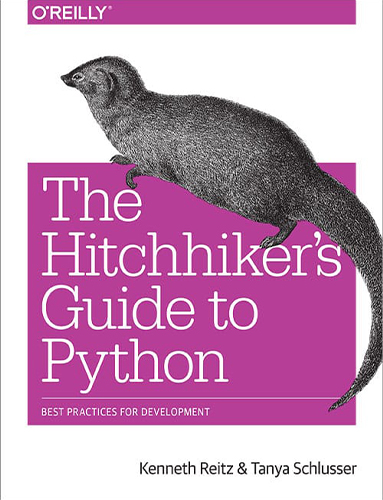 O'REILLY®
The
Hitchhiker's
Guide to
Python
BEST PRACTICES FOR DEVELOPMENT
Kenneth Reitz & Tanya Schlusser